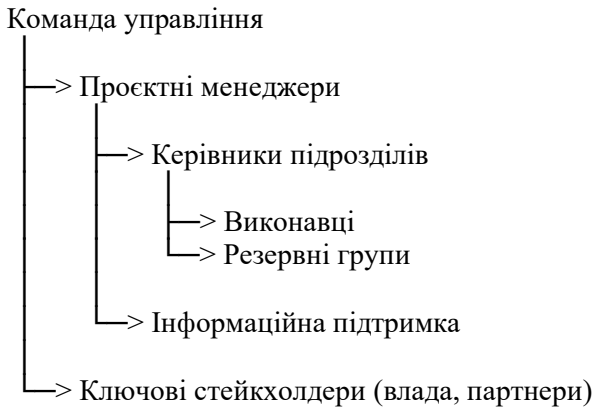 Команда управління
> Проєктні менеджери
> Керівники підрозділів
> Виконавці
> Резервні групи
> Інформаційна підтримка
> Ключові стейкхолдери (влада, партнери)